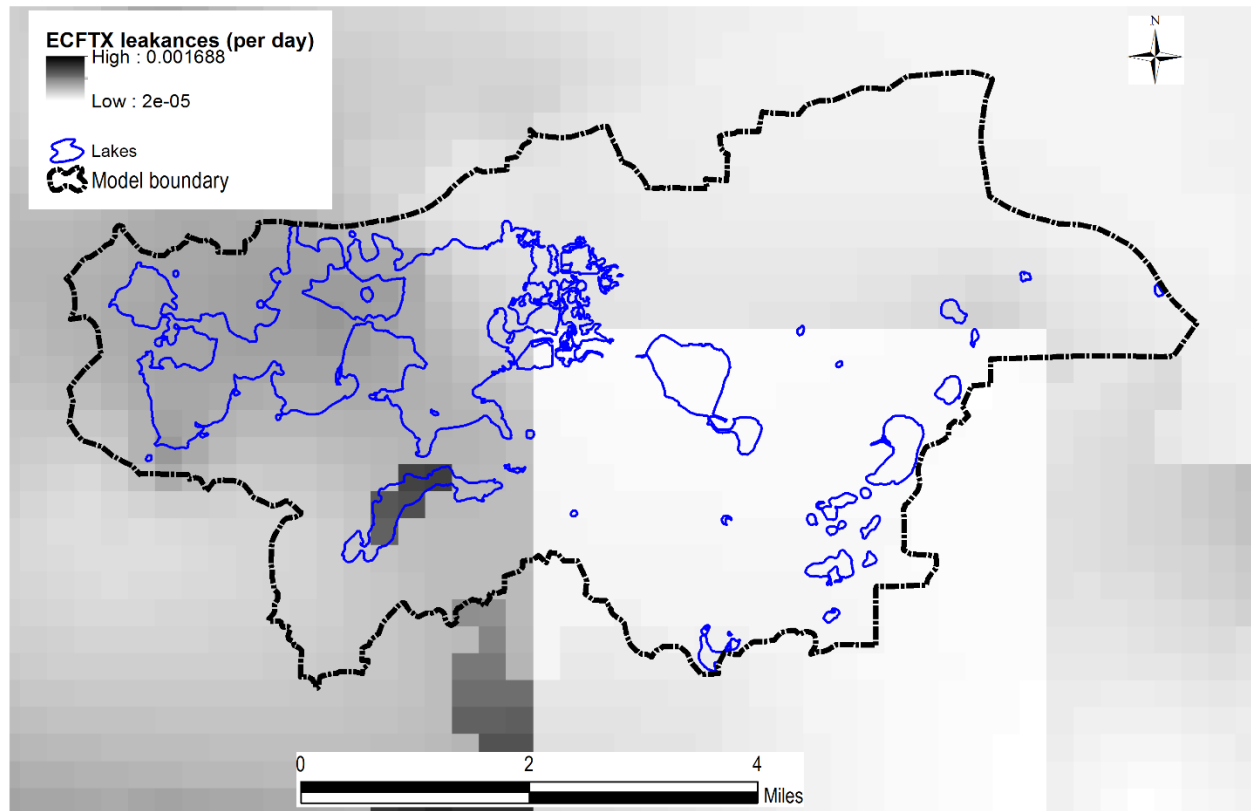 ECFTX leakances (per day)
High : 0.001688
Low : 2e-05
Lakes
Model boundary
N
0 2 4
Miles